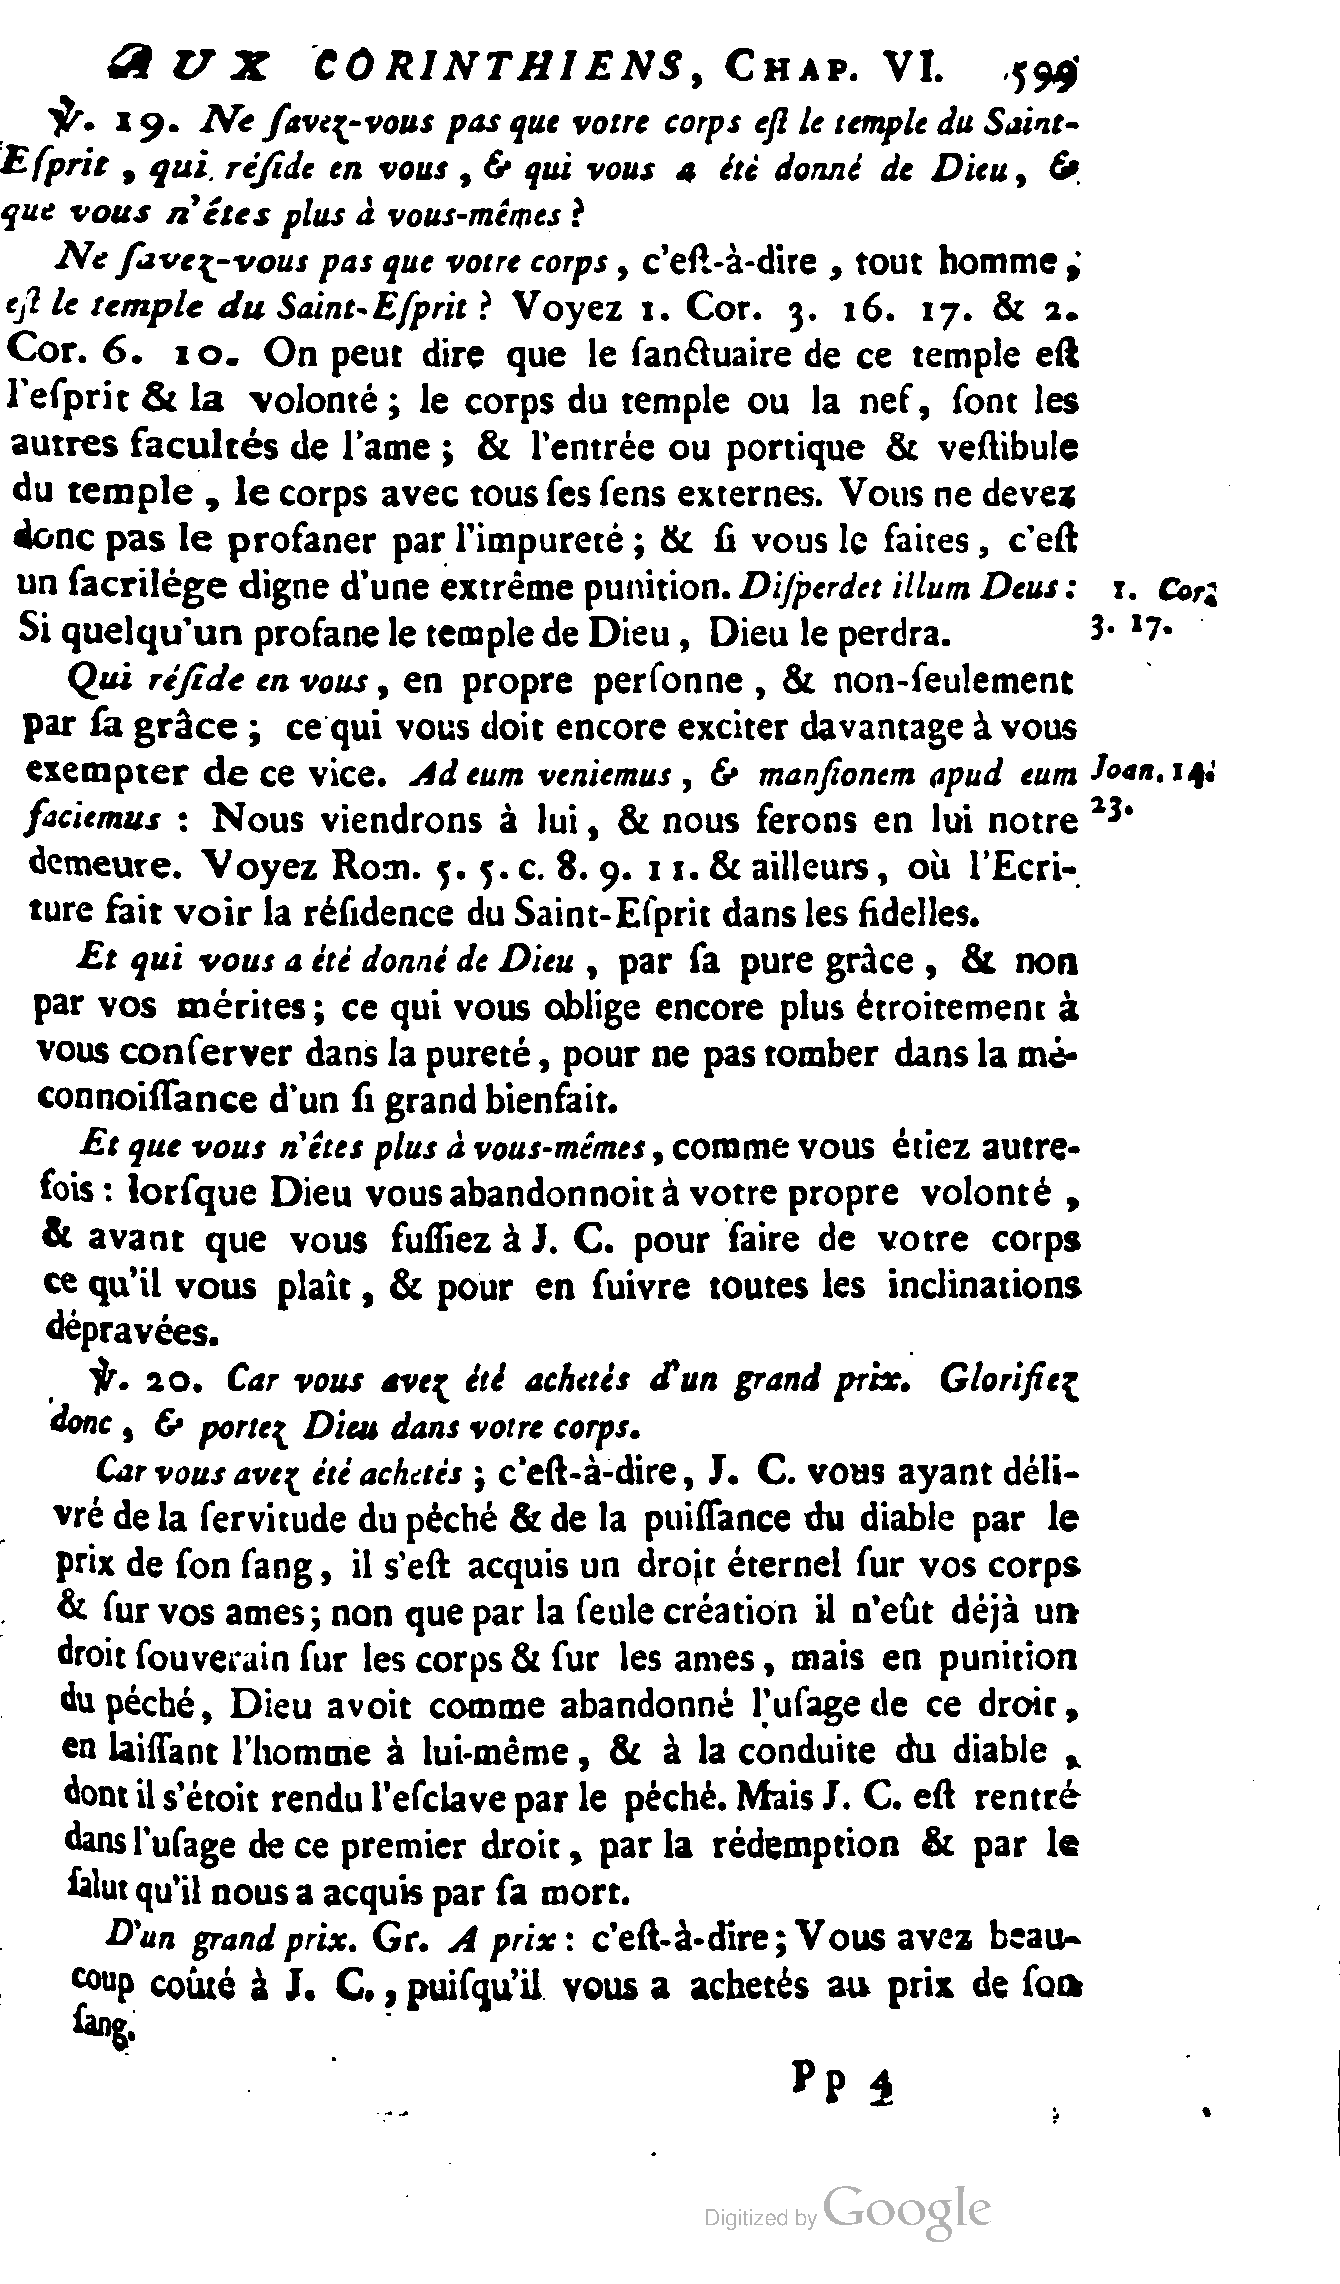 AUX CORINTHIENS, CHAP. VI. 599
℣. 19. Ne ſavez-vous pas que votre corps eſt le temple du Saint-
Eſprit, qui réſide en vous, & qui vous a été donné de Dieu, &
que vous n'êtes plus à vous-mêmes?
Ne ſavez-vous pas que votre corps, c'eſt-à-dire, tout homme,
eſt le temple du Saint-Eſprit? Voyez 1. Cor. 3. 16. 17. & 2.
Cor. 6. 10. On peut dire que le ſanctuaire de ce temple eſt
l'eſprit & la volonté; le corps du temple ou la nef, ſont les
autres facultés de l'ame; & l'entrée ou portique & veſtibule
du temple, le corps avec tous ſes ſens externes. Vous ne devez
donc pas le profaner par l'impureté; & ſi vous le faites, c'eſt
un ſacrilége digne d'une extrême punition. Diſperdet illum Deus: 1. Cor.
Si quelqu'un profane le temple de Dieu, Dieu le perdra. 3. 17.
Qui réſide en vous, en propre perſonne, & non-ſeulement
par ſa grâce; ce qui vous doit encore exciter davantage à vous
exempter de ce vice. Ad eum veniemus, & manſionem apud eum Joan. 14.
faciemus: Nous viendrons à lui, & nous ferons en lui notre 23.
demeure. Voyez Rom. 5. 5. c. 8. 9. 11. & ailleurs, où l'Ecri-
ture fait voir la réſidence du Saint-Eſprit dans les fidelles.
Et qui vous a été donné de Dieu, par ſa pure grâce, & non
par vos mérites; ce qui vous oblige encore plus étroitement à
vous conſerver dans la pureté, pour ne pas tomber dans la mé-
connoiſſance d'un ſi grand bienfait.
Et que vous n'êtes plus à vous-mêmes, comme vous étiez autre-
fois: lorſque Dieu vous abandonnoit à votre propre volonté,
& avant que vous fuſſiez à J. C. pour faire de votre corps
ce qu'il vous plaît, & pour en ſuivre toutes les inclinations
dépravées.
℣. 20. Car vous avez été achetés d'un grand prix. Glorifiez
donc, & portez Dieu dans votre corps.
Car vous avez été achetés; c'eſt-à-dire, J. C. vous ayant déli-
vré de la ſervitude du péché & de la puiſſance du diable par le
prix de ſon ſang, il s'eſt acquis un droit éternel ſur vos corps
& ſur vos ames; non que par la ſeule création il n'eût déjà un
droit ſouverain ſur les corps & ſur les ames, mais en punition
du péché, Dieu avoit comme abandonné l'uſage de ce droit,
en laiſſant l'homme à lui-même, & à la conduite du diable,
dont il s'étoit rendu l'eſclave par le péché. Mais J. C. eſt rentré
dans l'uſage de ce premier droit, par la rédemption & par le
ſalut qu'il nous a acquis par ſa mort.
D'un grand prix. Gr. A prix: c'eſt-à-dire; Vous avez beau-
coup coûté à J. C., puiſqu'il vous a achetés au prix de ſon
ſang.
Pp 4
Digitized by Google